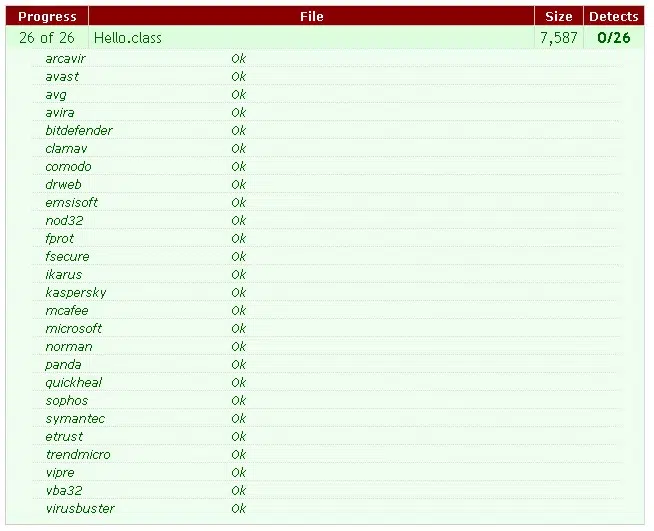 Progress File Size Detects
26 of 26 Hello.class 7,587 0/26
arcavir Ok
avast Ok
avg Ok
avira Ok
bitdefender Ok
clamav Ok
comodo Ok
drweb Ok
emsisoft Ok
nod32 Ok
fprot Ok
fsecure Ok
ikarus Ok
kaspersky Ok
mcafee Ok
microsoft Ok
norman Ok
panda Ok
quickheal Ok
sophos Ok
symantec Ok
etrust Ok
trendmicro Ok
vipre Ok
vba32 Ok
virusbuster Ok